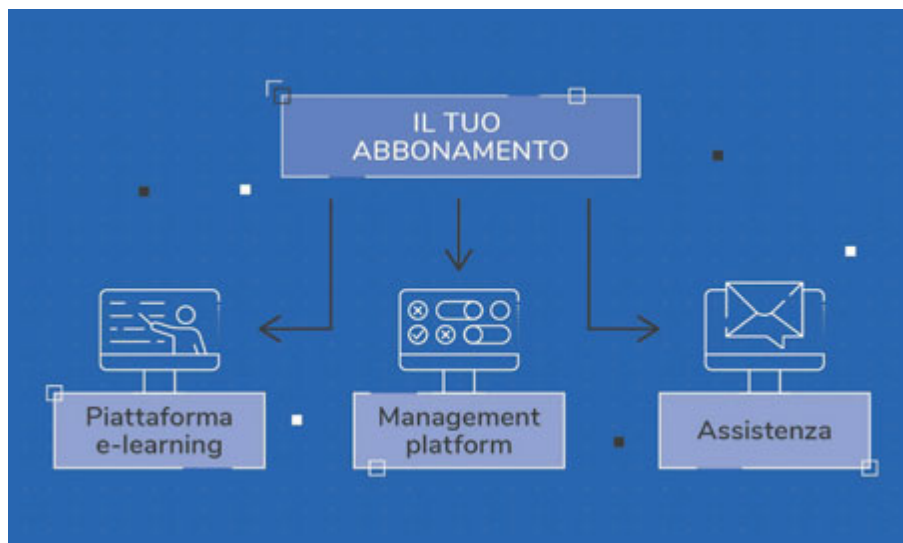 IL TUO
ABBONAMENTO
Piattaforma
e-learning
Management
platform
Assistenza